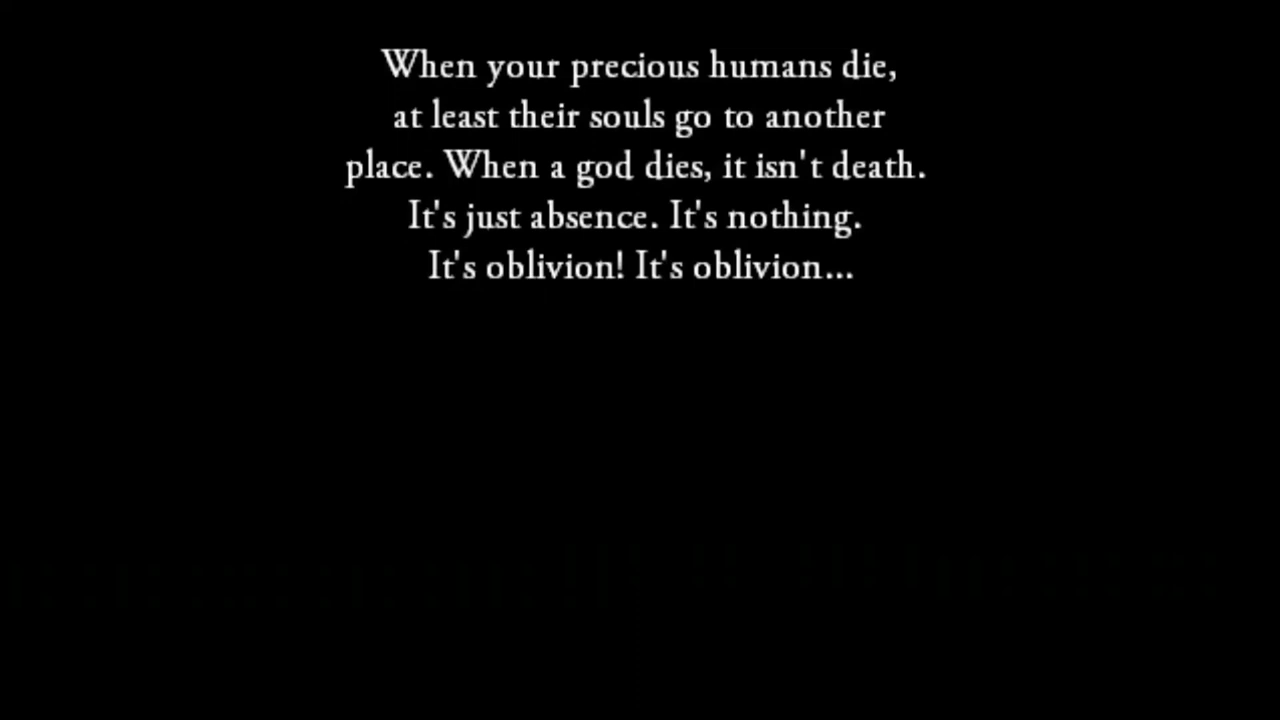 When your precious humans die,
at least their souls go to another
place. When a god dies, it isn't death.
It's just absence. It's nothing.
It's oblivion! It's oblivion...